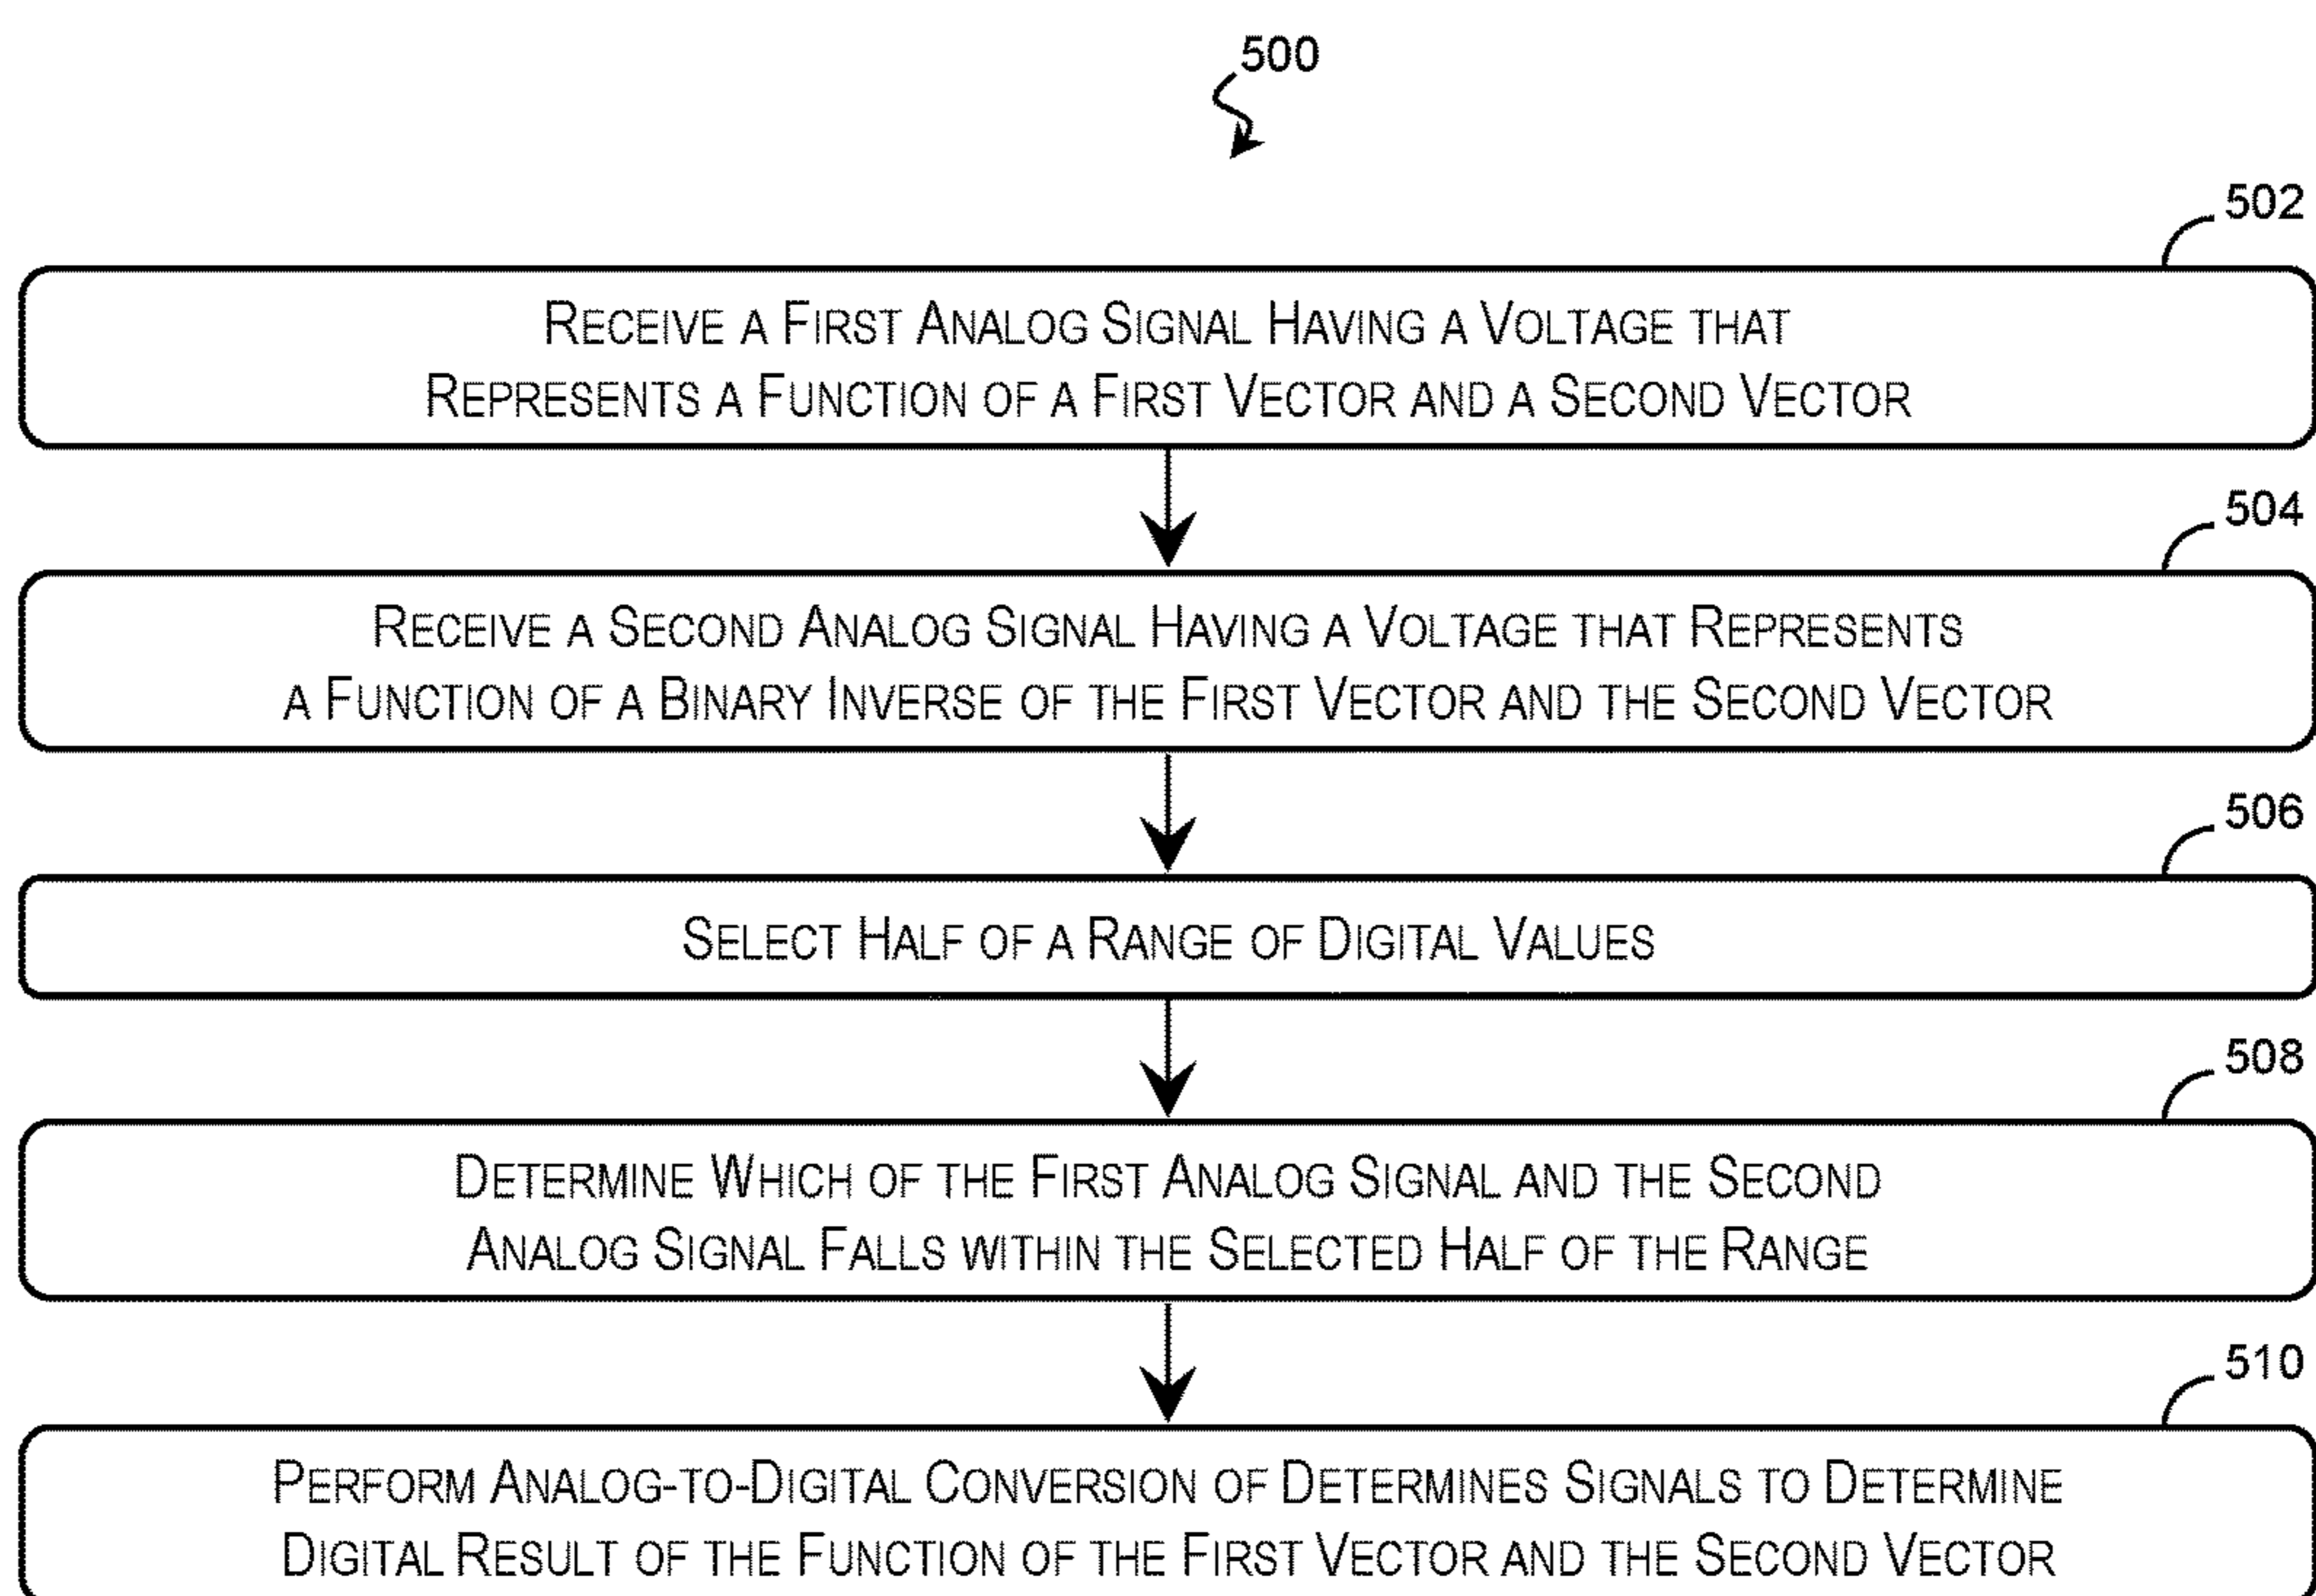 500
502
Receive a First Analog Signal Having a Voltage that
Represents a Function of a First Vector and a Second Vector
504
Receive a Second Analog Signal Having a Voltage that Represents
a Function of a Binary Inverse of the First Vector and the Second Vector
506
Select Half of a Range of Digital Values
508
Determine Which of the First Analog Signal and the Second
Analog Signal Falls within the Selected Half of the Range
510
Perform Analog-to-Digital Conversion of Determines Signals to Determine
Digital Result of the Function of the First Vector and the Second Vector